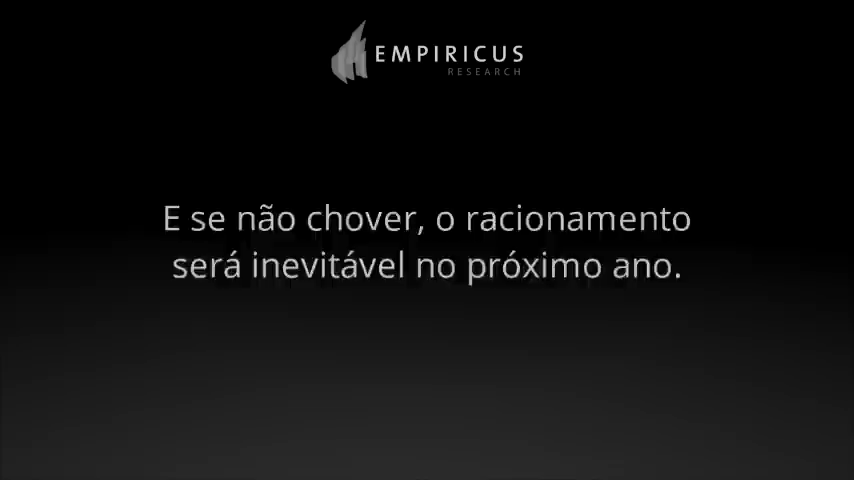 EMPIRICUS
RESEARCH
E se não chover, o racionamento
será inevitável no próximo ano.